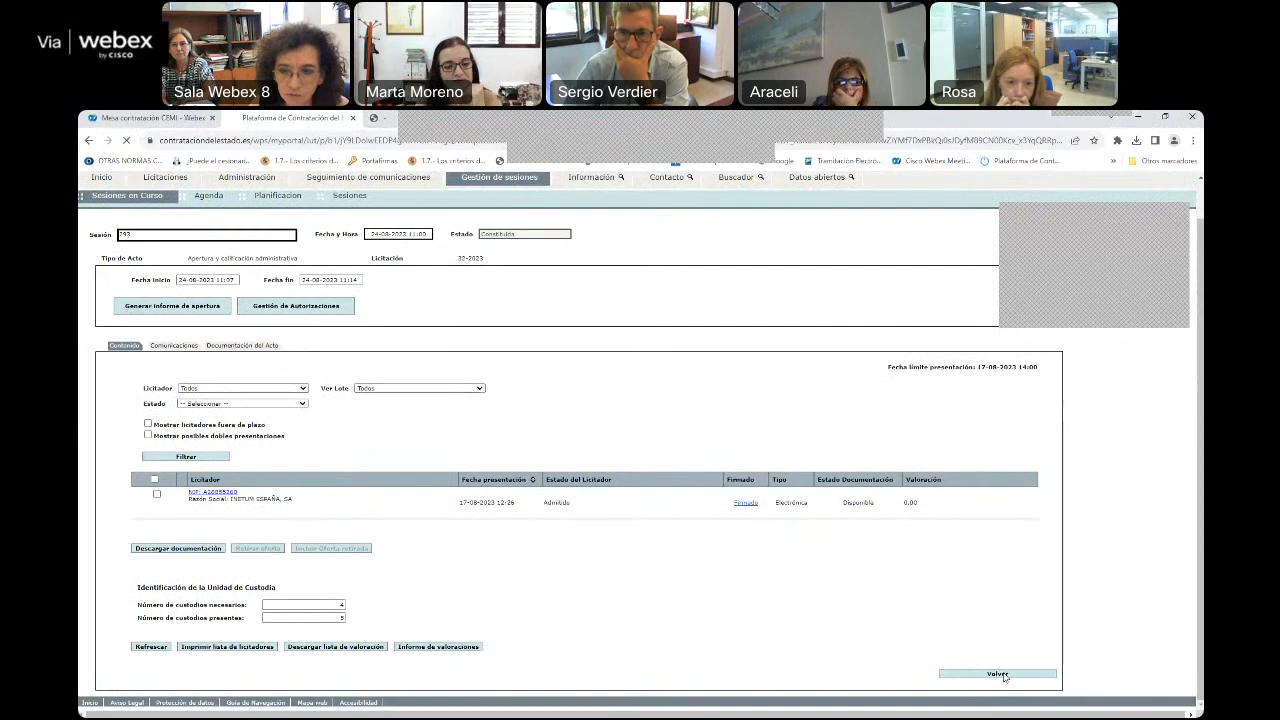 Via webex
by CISCO
Sala Webex 8
Marta Moreno
Sergio Verdier
Araceli
Rosa
Mesa contratación CEMI - Webex
Plataforma de Contratación del
OTRAS NORMAS C...
¿Puede el cesionari...
1.7.- Los criterios d...
Portafirmas
1.7.- Los criterios d...
Tramitación Electró...
Cisco Webex Meeti...
Plataforma de Cont...
Otros marcadores
Inicio
Licitaciones
Administración
Seguimiento de comunicaciones
Gestión de sesiones
Información
Contacto
Buscador
Datos abiertos
Sesiones en Curso
Agenda
Planificacion
Sesiones
Sesión 293
Fecha y Hora 24-08-2023 11:00
Estado Constituida
Tipo de Acto Apertura y calificación administrativa
Licitación 32-2023
Fecha Inicio 24-08-2023 11:07
Fecha fin 24-08-2023 11:14
Generar informe de apertura
Gestión de Autorizaciones
Contenido
Comunicaciones
Documentación del Acto
Fecha límite presentación: 17-08-2023 14:00
Licitador Todos
Ver Lote Todos
Estado -- Seleccionar --
Mostrar licitadores fuera de plazo
Mostrar posibles dobles presentaciones
Filtrar
Licitador
Fecha presentación
Estado del Licitador
Firmado
Tipo
Estado Documentación
Valoración
Razón Social: INETUM ESPAÑA, SA
17-08-2023 12:26
Admitido
Firmado
Electrónica
Disponible
0.00
Descargar documentación
Retirar oferta
Incluir Oferta retirada
Identificación de la Unidad de Custodia
Número de custodios necesarios: 4
Número de custodios presentes: 5
Refrescar
Imprimir lista de licitadores
Descargar lista de valoración
Informe de valoraciones
Volver
Inicio
Aviso Legal
Protección de datos
Guía de Navegación
Mapa web
Accesibilidad